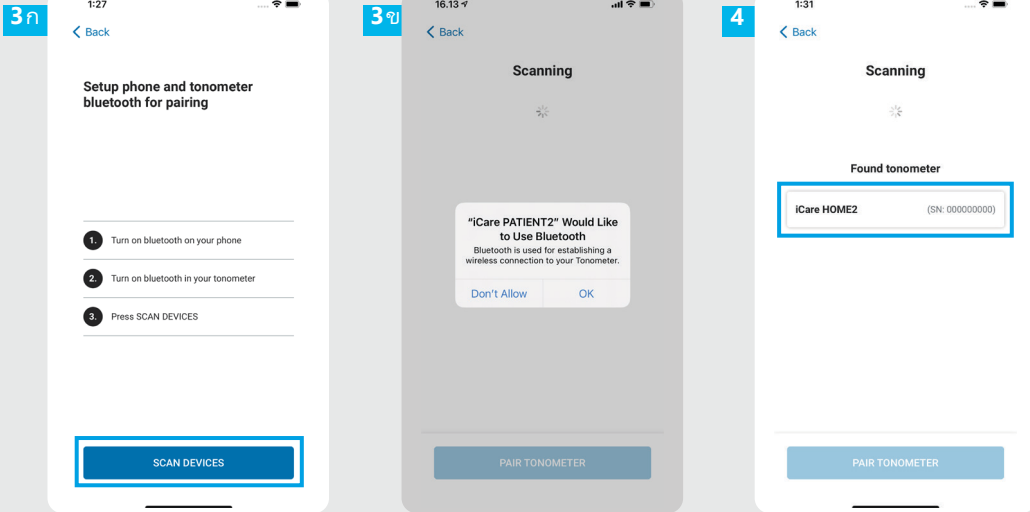 3ก
1:27
Back
Setup phone and tonometer
bluetooth for pairing
1. Turn on bluetooth on your phone
2. Turn on bluetooth in your tonometer
3. Press SCAN DEVICES
SCAN DEVICES
3ข
16.13
Back
Scanning
“iCare PATIENT2” Would Like
to Use Bluetooth
Bluetooth is used for establishing a
wireless connection to your Tonometer.
Don’t Allow OK
PAIR TONOMETER
4
1:31
Back
Scanning
Found tonometer
iCare HOME2 (SN: 000000000)
PAIR TONOMETER